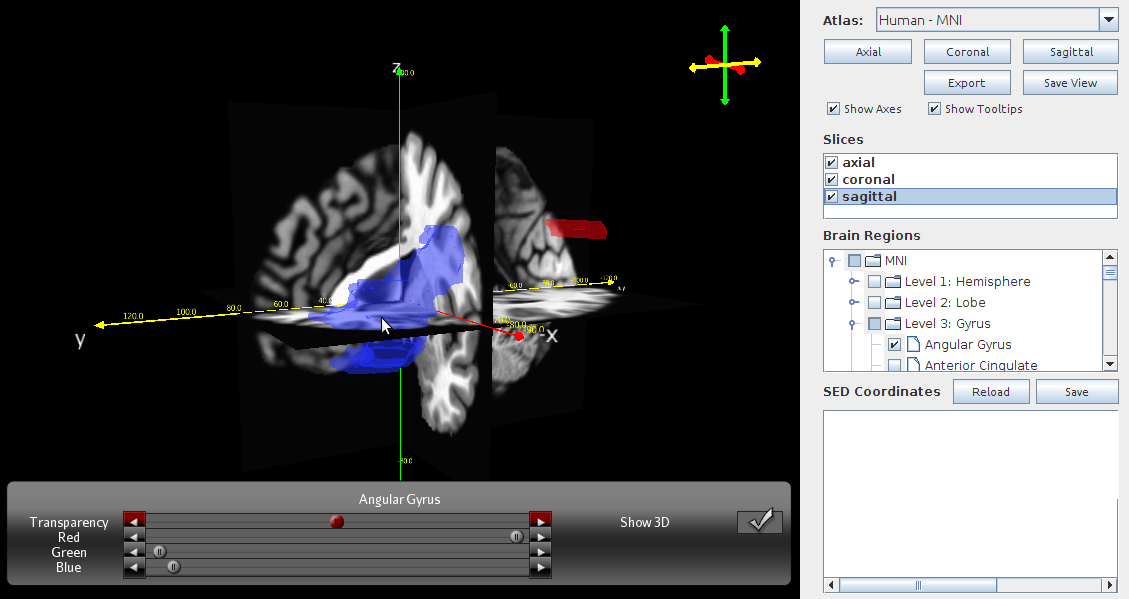 Atlas: Human - MNI
Axial Coronal Sagittal
Export Save View
Show Axes Show Tooltips
Slices
axial
coronal
sagittal
Brain Regions
MNI
Level 1: Hemisphere
Level 2: Lobe
Level 3: Gyrus
Angular Gyrus
Anterior Cingulate
SED Coordinates Reload Save
z
y
120.0 100.0 80.0 60.0 40.0
-X
Angular Gyrus
Transparency
Red
Green
Blue
Show 3D